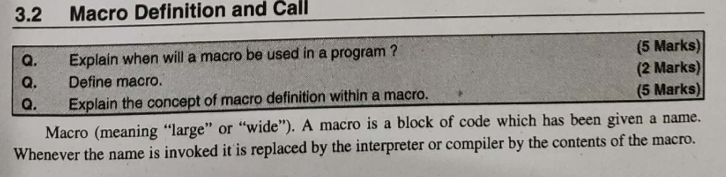 3.2 Macro Definition and Call
Q. Explain when will a macro be used in a program ? (5 Marks)
Q. Define macro. (2 Marks)
Q. Explain the concept of macro definition within a macro. (5 Marks)
Macro (meaning “large” or “wide”). A macro is a block of code which has been given a name.
Whenever the name is invoked it is replaced by the interpreter or compiler by the contents of the macro.